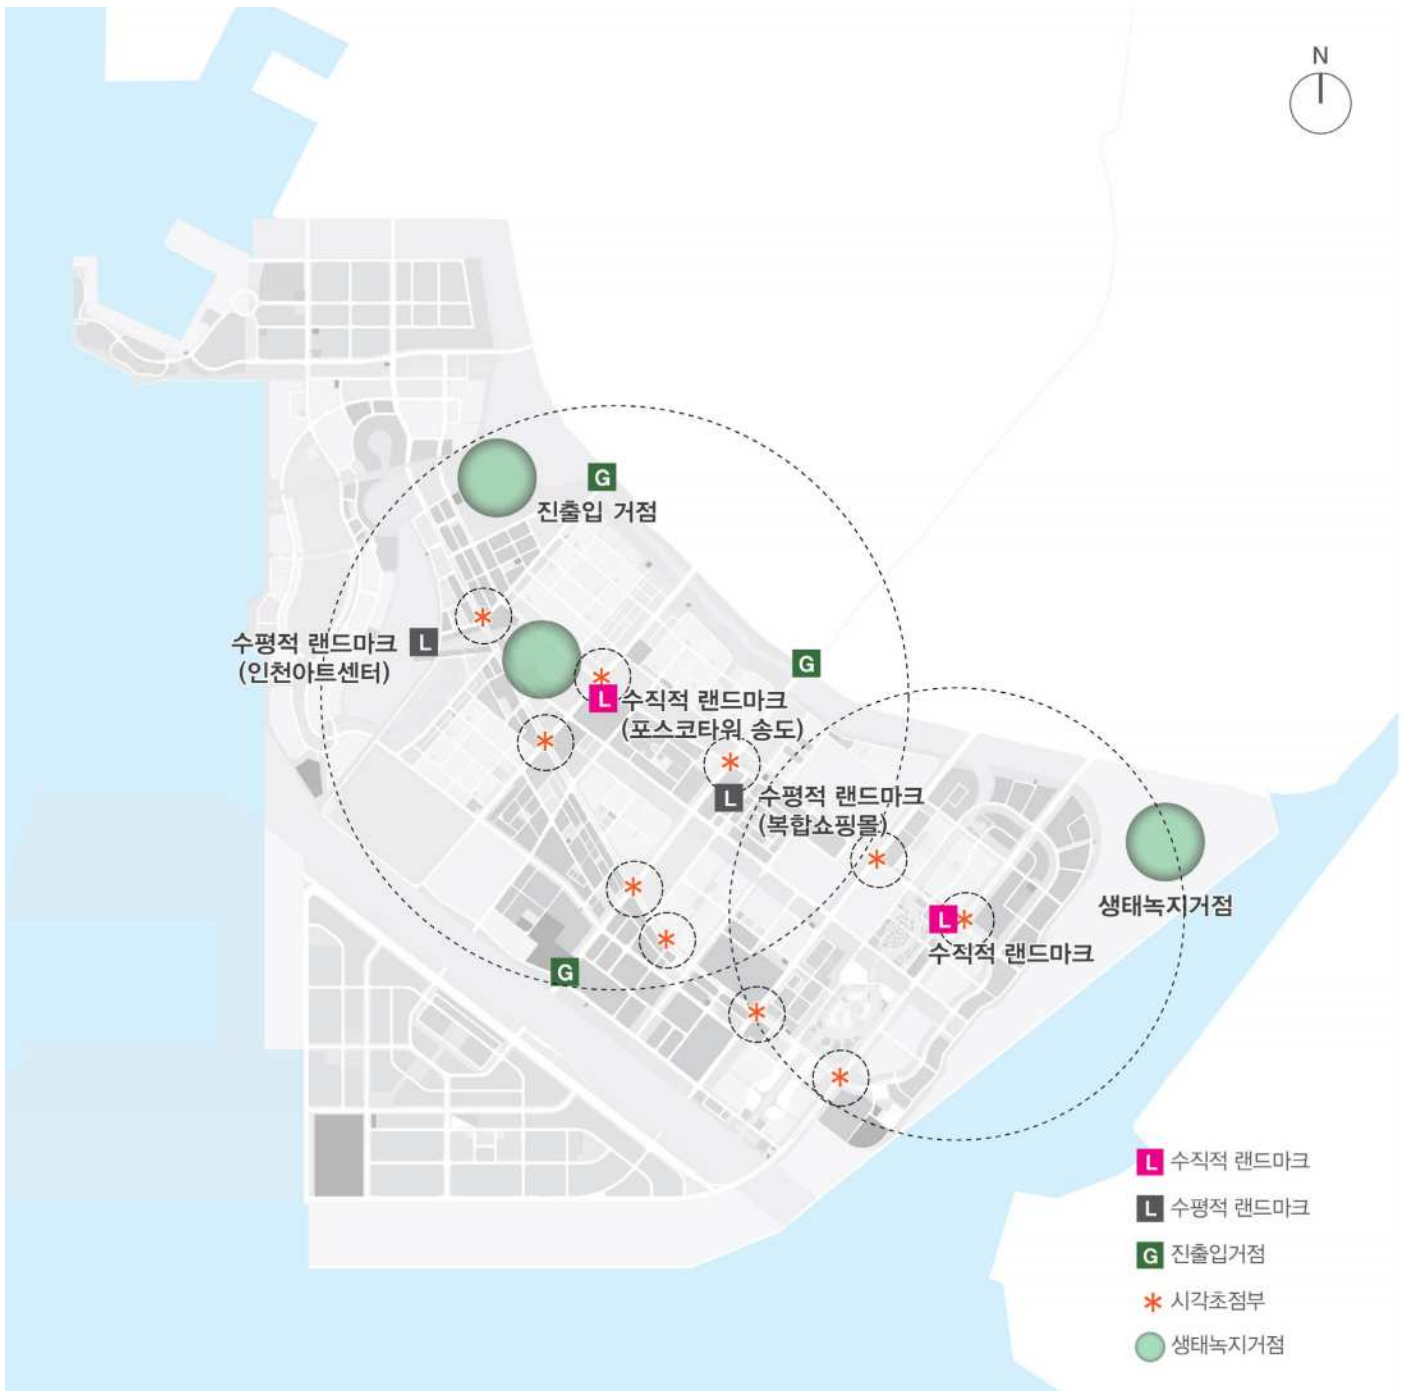 N
G
진출입 거점
수평적 랜드마크
(인천아트센터)
L
G
L
수직적 랜드마크
(포스코타워 송도)
L
수평적 랜드마크
(복합쇼핑몰)
생태녹지거점
L
수직적 랜드마크
G
L 수직적 랜드마크
L 수평적 랜드마크
G 진출입거점
시각초점부
생태녹지거점